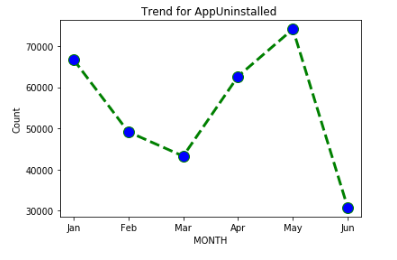 Trend for AppUninstalled
70000
60000
50000
40000
30000
Count
Jan Feb Mar Apr May Jun
MONTH